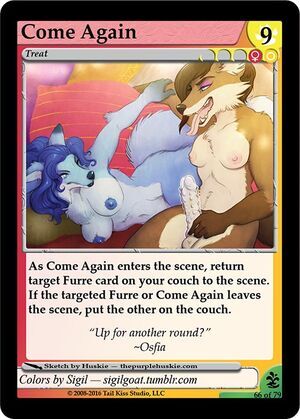 Come Again
9
Treat
As Come Again enters the scene, return
target Furre card on your couch to the scene.
If the targeted Furre or Come Again leaves
the scene, put the other on the couch.
“Up for another round?”
~Osfia
Sketch by Huskie — thepurplehuskie.com
Colors by Sigil — sigilgoat.tumblr.com
© 2008-2016 Tail Kiss Studio, LLC
66 of 79